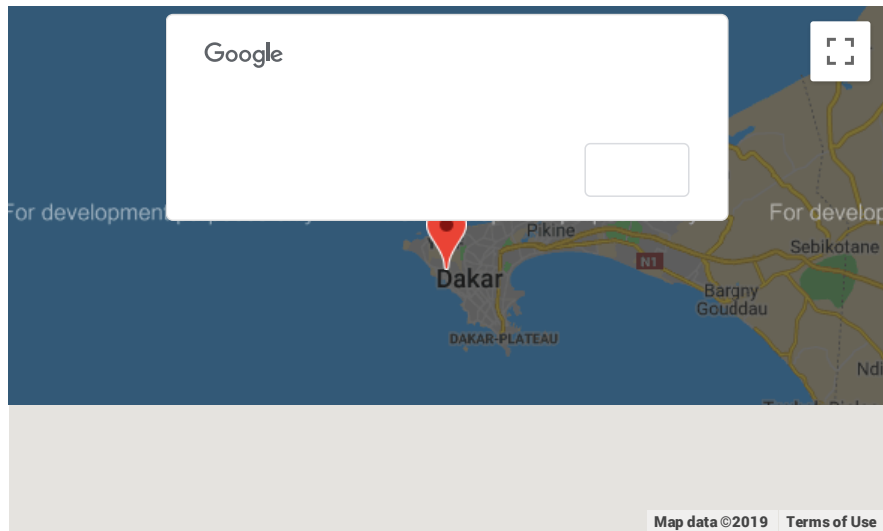 Google
For development
For develop
Pikine
Sebikotane
N1
Dakar
Bargny
Gouddau
DAKAR-PLATEAU
Ndi
Map data ©2019 Terms of Use